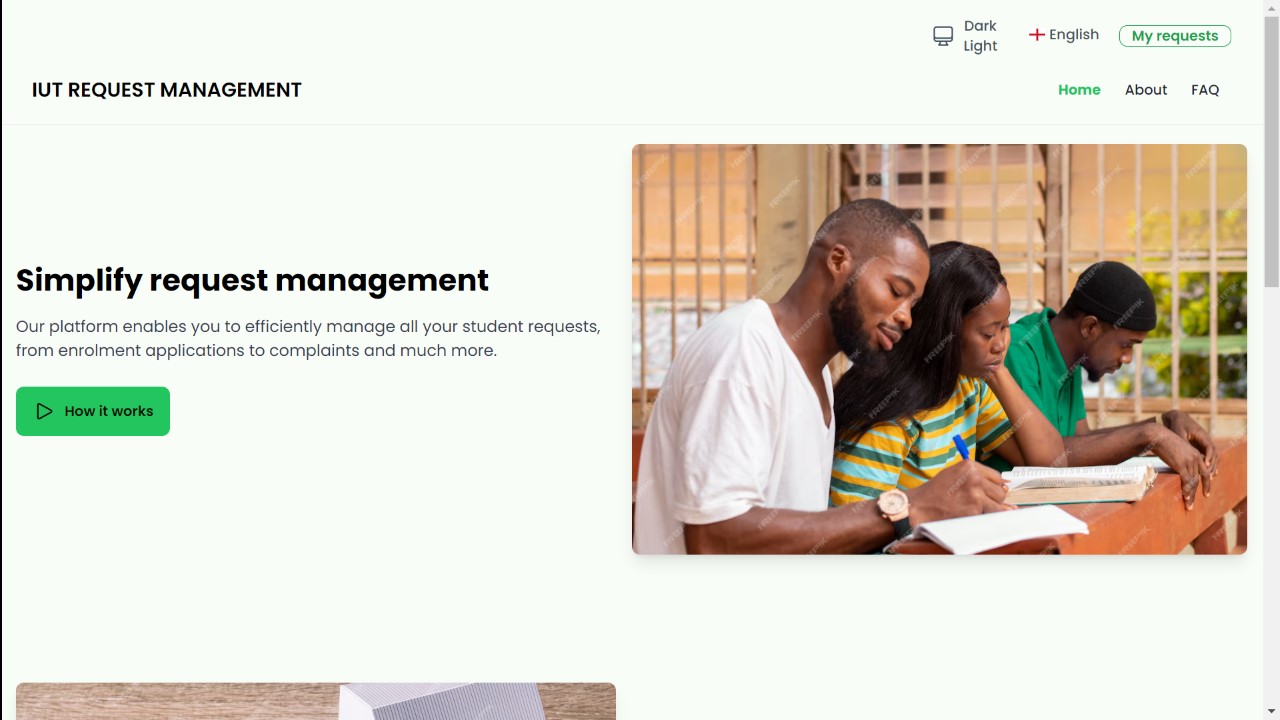 Dark
Light
English
My requests
IUT REQUEST MANAGEMENT
Home
About
FAQ
Simplify request management
Our platform enables you to efficiently manage all your student requests,
from enrolment applications to complaints and much more.
How it works